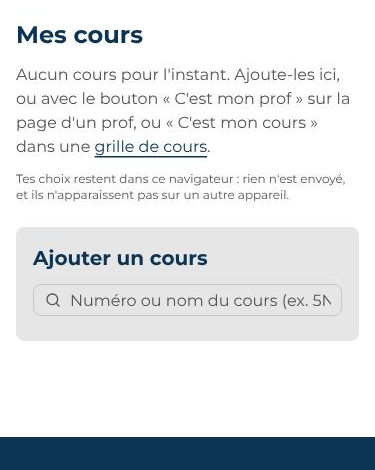 Mes cours
Aucun cours pour l'instant. Ajoute-les ici,
ou avec le bouton « C'est mon prof » sur la
page d'un prof, ou « C'est mon cours »
dans une grille de cours.
Tes choix restent dans ce navigateur : rien n'est envoyé,
et ils n'apparaissent pas sur un autre appareil.
Ajouter un cours
Numéro ou nom du cours (ex. 5N